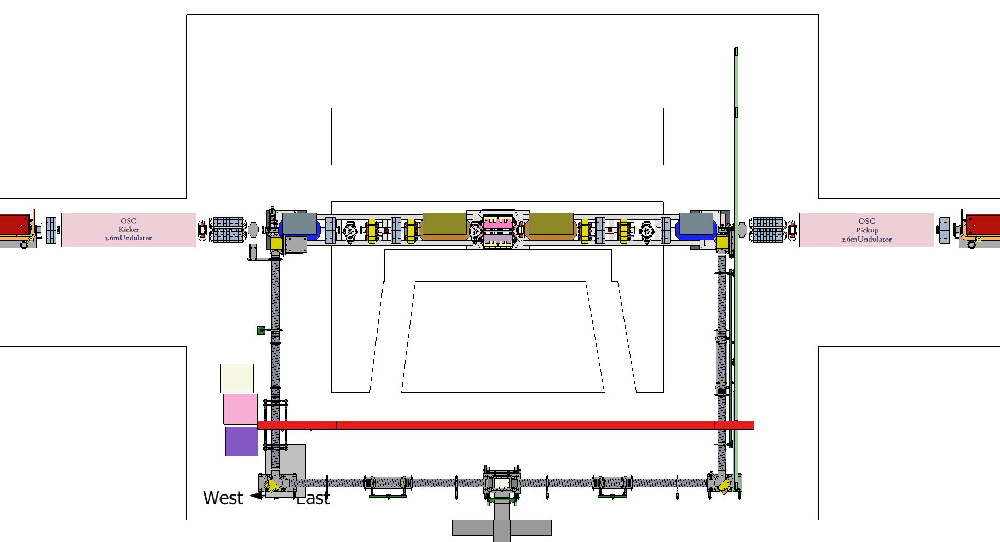 OSC
Kicker
2.6mUndulator
OSC
Pickup
2.6mUndulator
West East